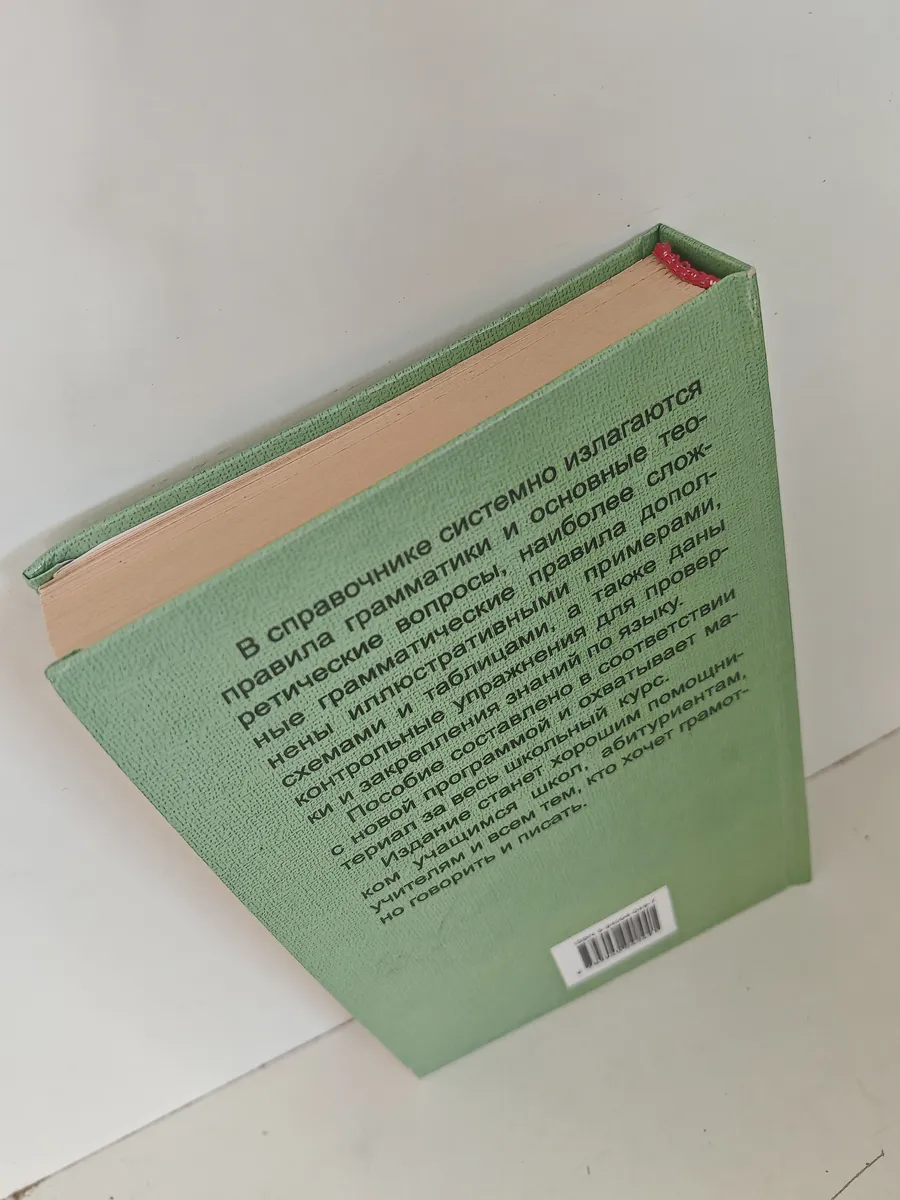 В справочнике системно излагаются
правила грамматики и основные тео-
ретические вопросы, наиболее слож-
ные грамматические правила допол-
нены иллюстративными примерами,
схемами и таблицами, а также даны
контрольные упражнения для провер-
ки и закрепления знаний по языку.
Пособие составлено в соответствии
с новой программой и охватывает ма-
териал за весь школьный курс.
Издание станет хорошим помощни-
ком учащимся школ, абитуриентам,
учителям и всем тем, кто хочет грамот-
но говорить и писать.